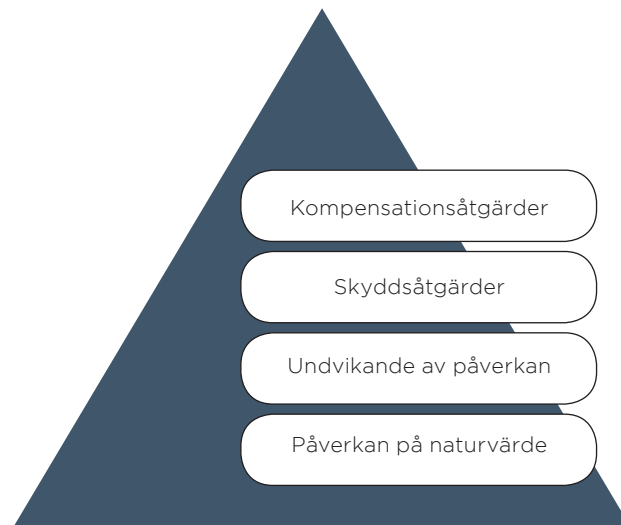 Kompensationsåtgärder
Skyddsåtgärder
Undvikande av påverkan
Påverkan på naturvärde